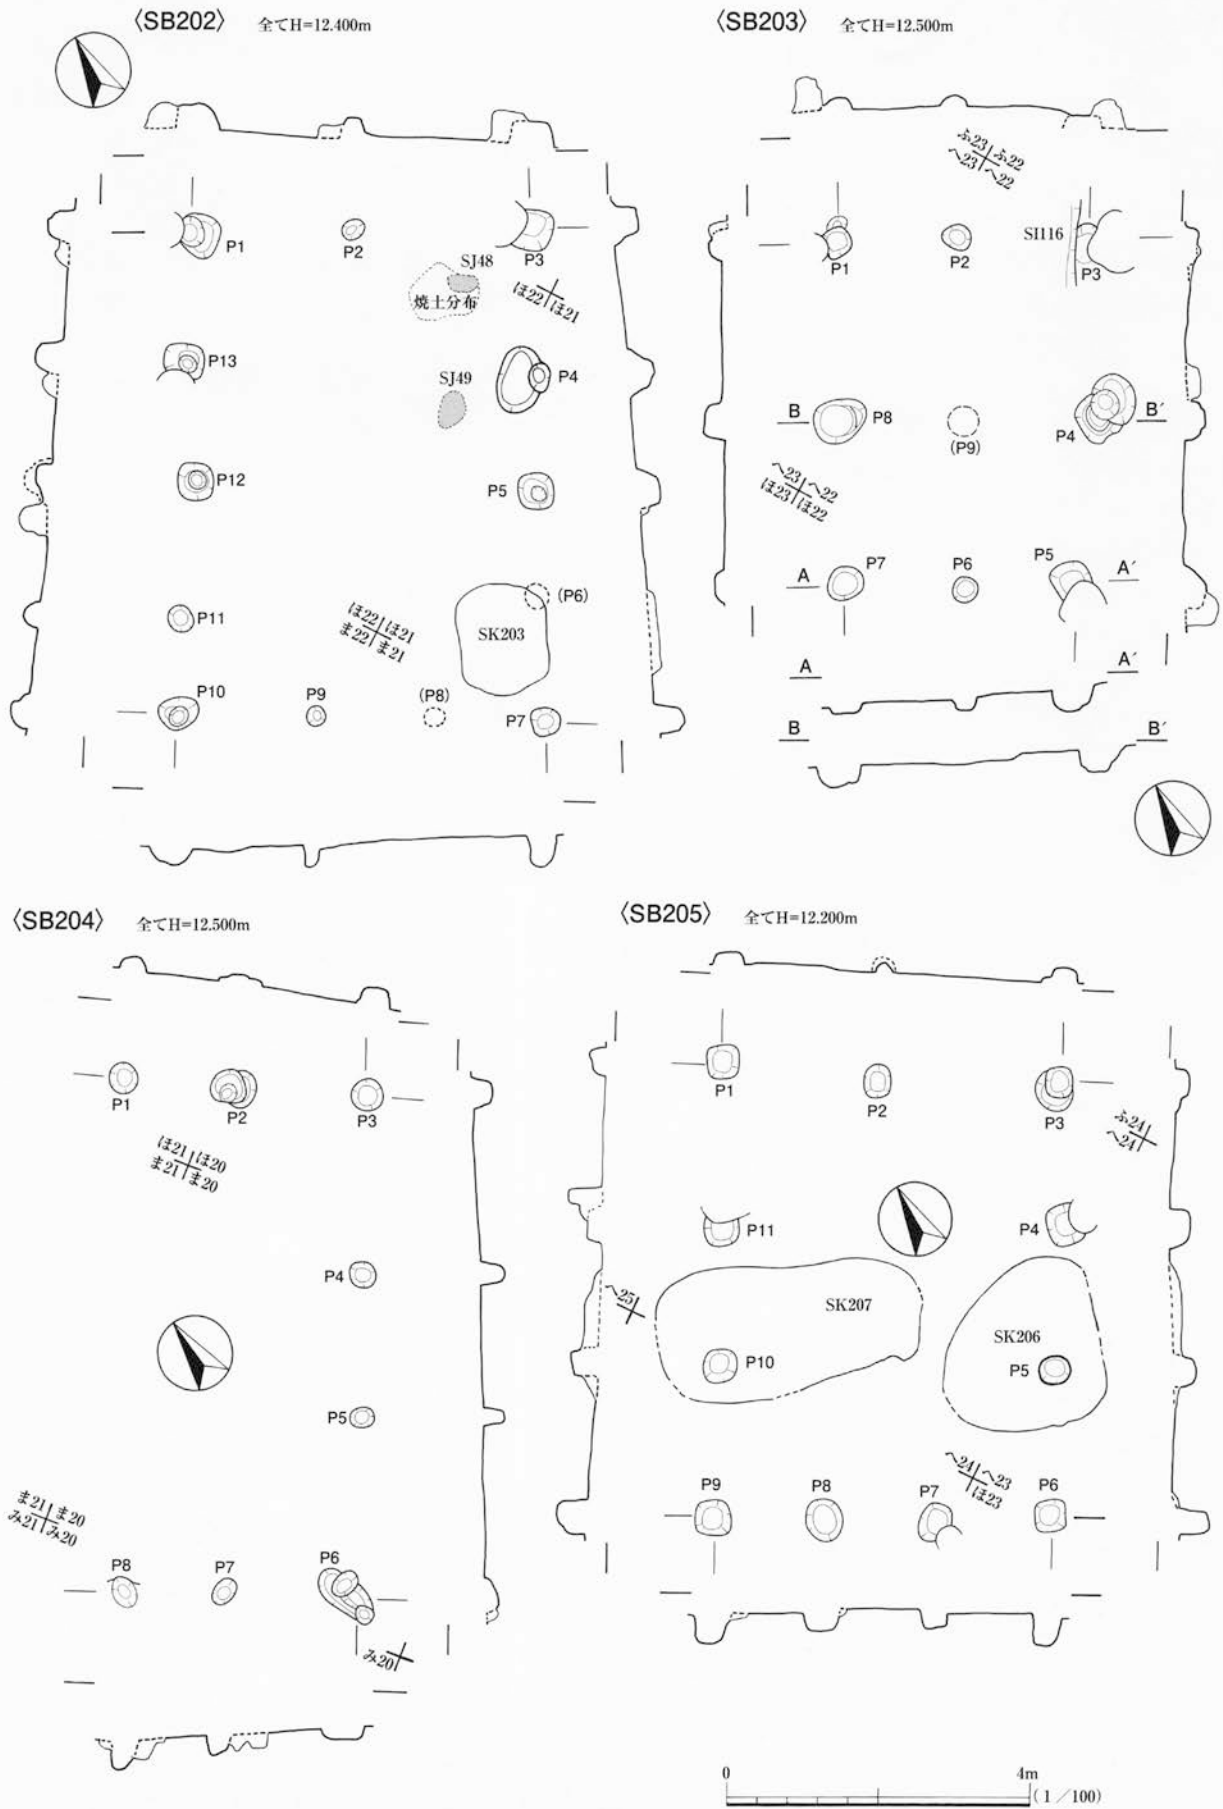 〈SB202〉 全てH=12.400m
P1
P2
P3
SJ48
焼土分布
ほ22 ほ21
P13
SJ49
P4
P12
P5
(P6)
SK203
P11
ほ22 ほ21
ま22 ま21
P10
P9
(P8)
P7
〈SB203〉 全てH=12.500m
ふ23 ふ22
へ23 へ22
SI116
P1
P2
P3
B
P8
(P9)
P4
B′
へ23 へ22
ほ23 ほ22
A
P7
P6
P5
A′
A
A′
B
B′
〈SB204〉 全てH=12.500m
P1
P2
P3
ほ21 ほ20
ま21 ま20
P4
P5
ま21 ま20
み21 み20
P8
P7
P6
み20
〈SB205〉 全てH=12.200m
P1
P2
P3
ふ24
へ24
P11
P4
へ25
SK207
SK206
P10
P5
へ24 へ23
ほ23
P9
P8
P7
P6
0 4m
(1/100)